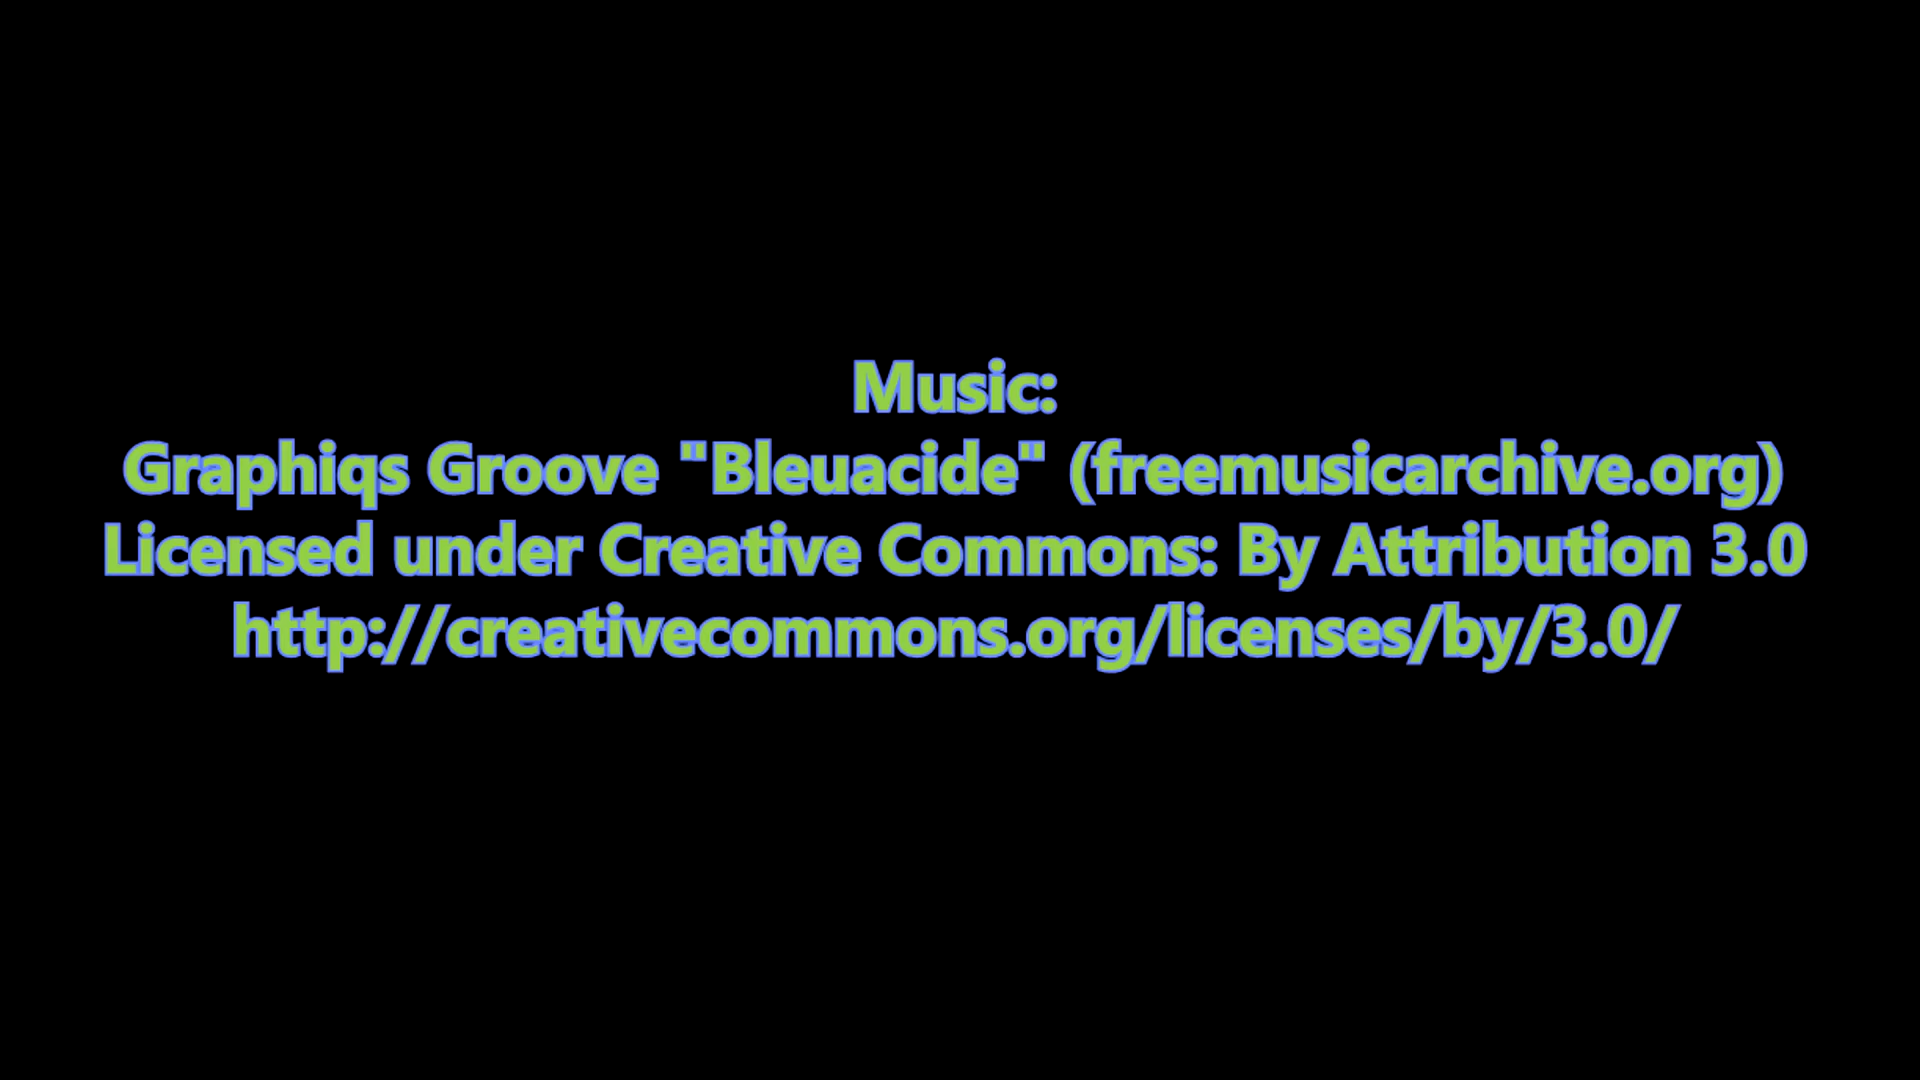 Music:
Graphiqs Groove "Bleuacide" (freemusicarchive.org)
Licensed under Creative Commons: By Attribution 3.0
http://creativecommons.org/licenses/by/3.0/